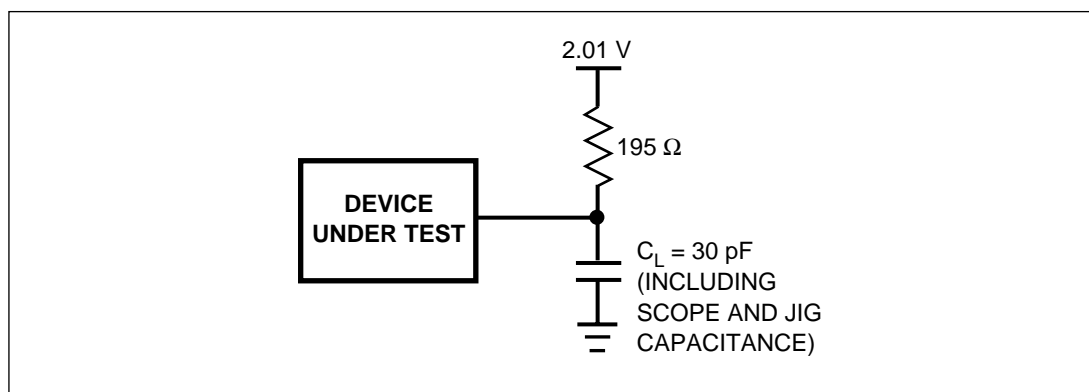 2.01 V
195 Ω
DEVICE
UNDER TEST
C_L = 30 pF
(INCLUDING
SCOPE AND JIG
CAPACITANCE)